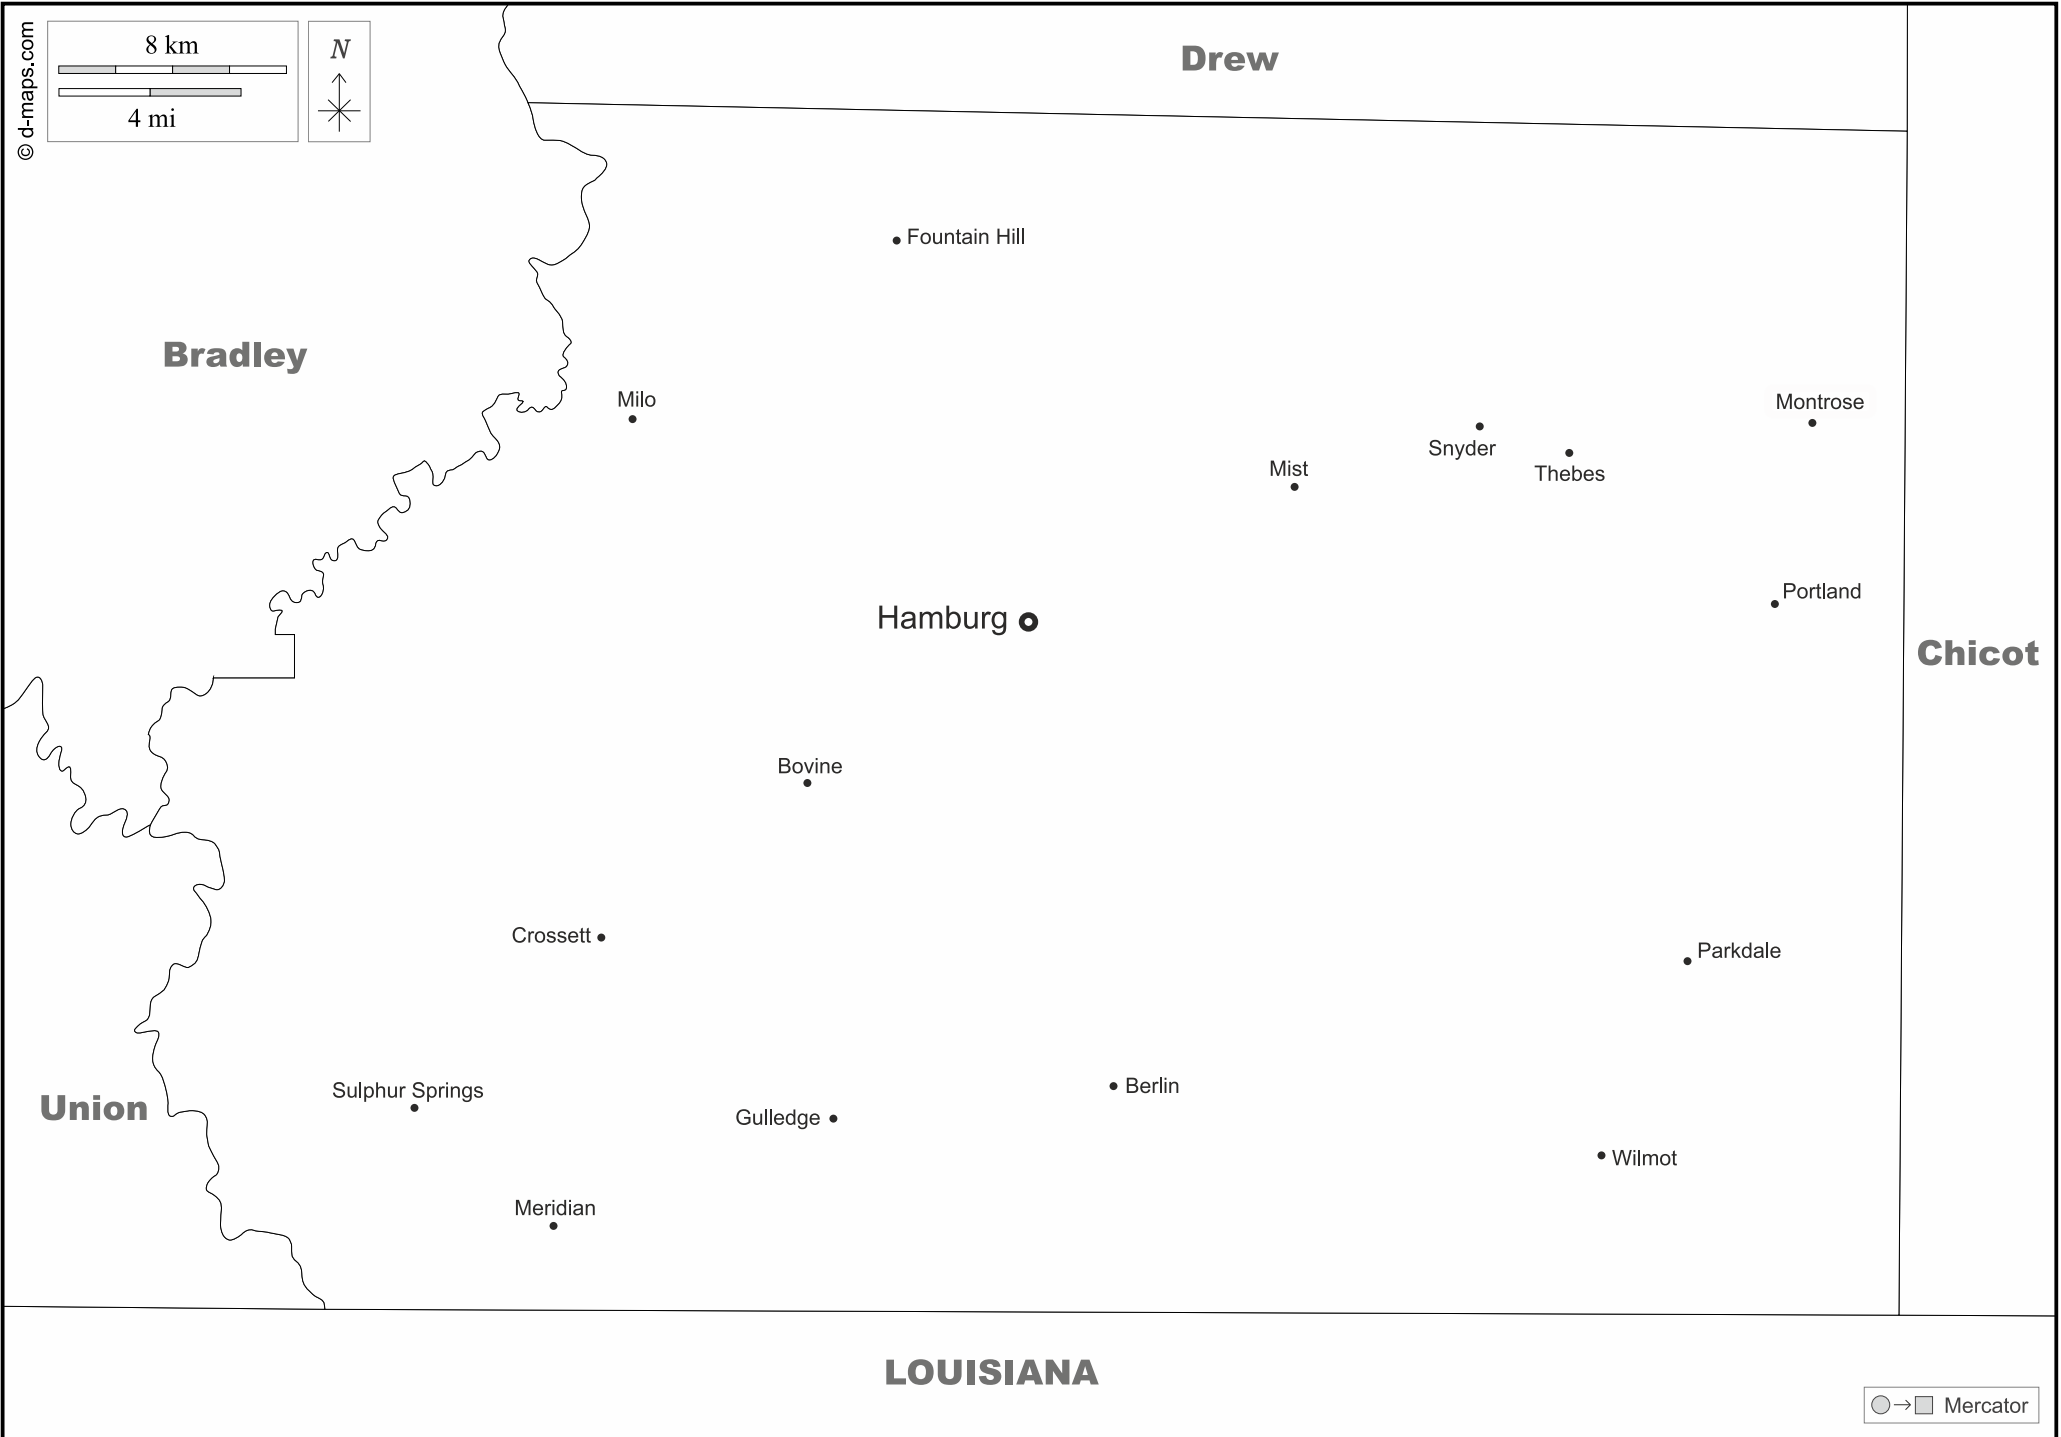 © d-maps.com
8 km
4 mi
N
Drew
Fountain Hill
Bradley
Milo
Montrose
Snyder
Mist
Thebes
Portland
Hamburg
Chicot
Bovine
Crossett
Parkdale
Sulphur Springs
Union
Berlin
Gulledge
Wilmot
Meridian
LOUISIANA
Mercator